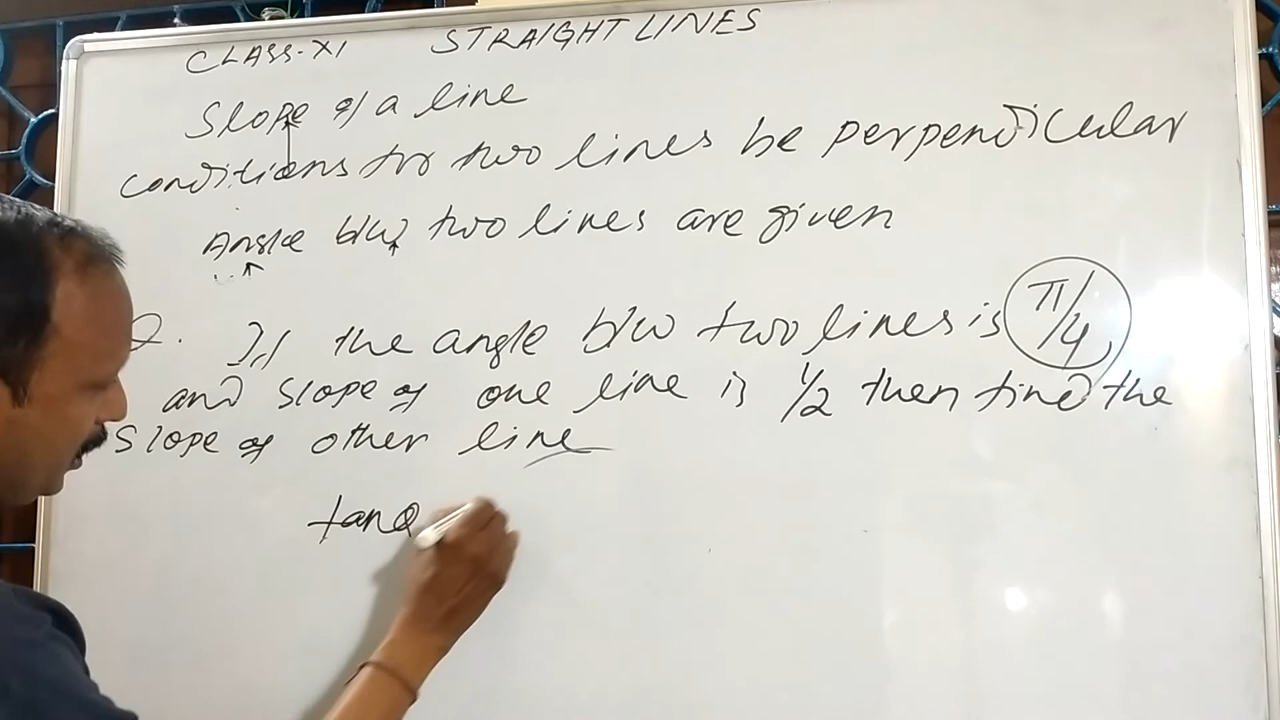 CLASS-XI STRAIGHT LINES
Slope of a line
conditions for two lines be perpendicular
Angle b/w two lines are given
Q. If the angle b/w two lines is π/4
and slope of one line is 1/2 then find the
slope of other line
tanθ